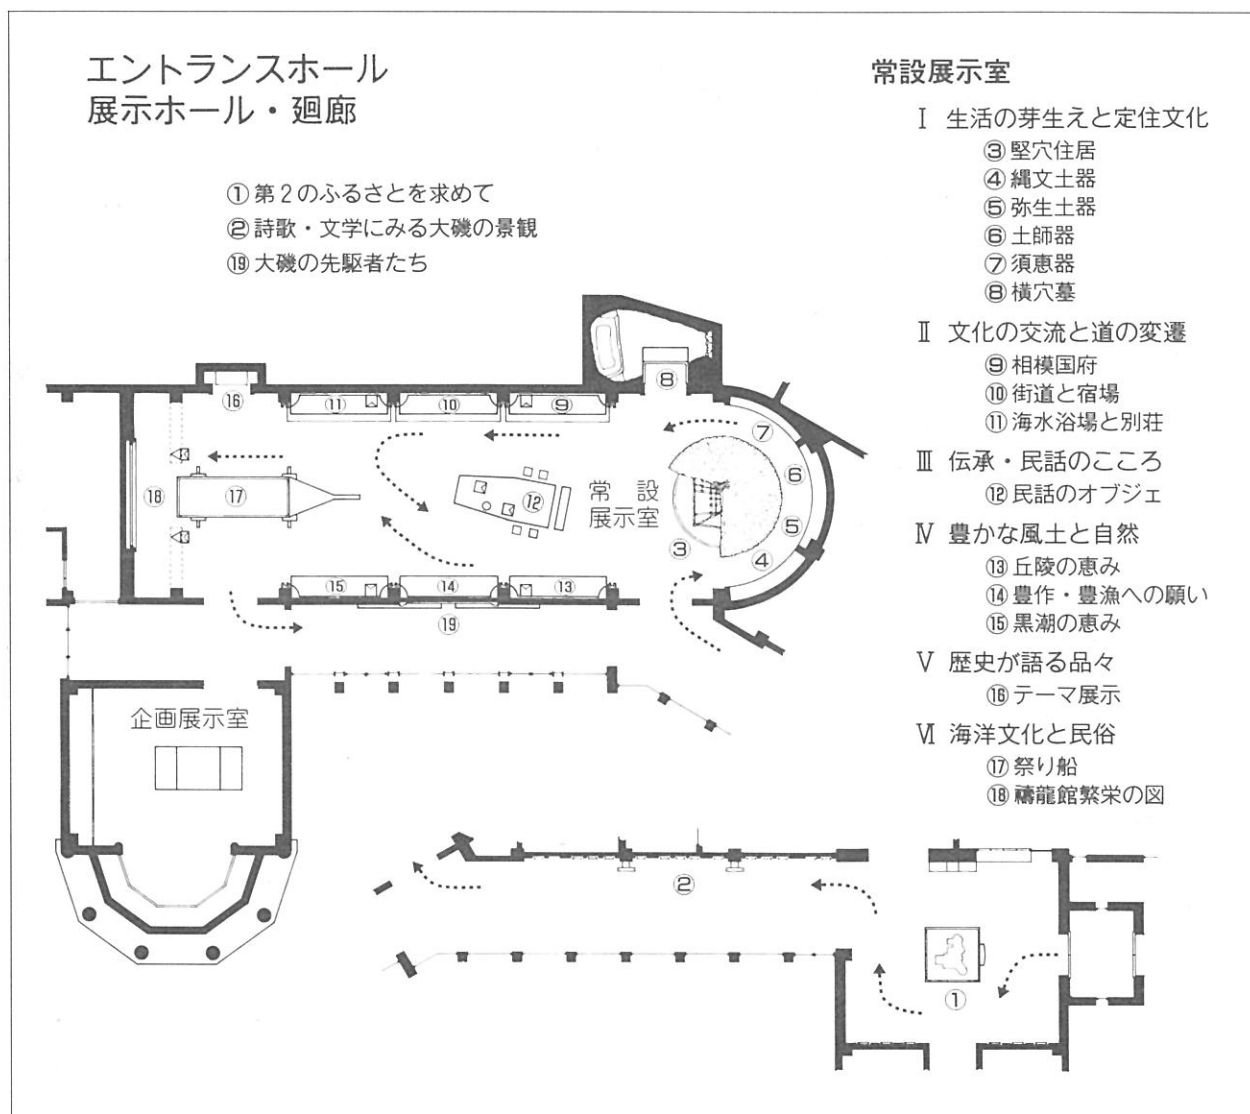 エントランスホール
展示ホール・廻廊
①第2のふるさとを求めて
②詩歌・文学にみる大磯の景観
⑲大磯の先駆者たち
常設展示室
Ⅰ 生活の芽生えと定住文化
③竪穴住居
④縄文土器
⑤弥生土器
⑥土師器
⑦須恵器
⑧横穴墓
Ⅱ 文化の交流と道の変遷
⑨相模国府
⑩街道と宿場
⑪海水浴場と別荘
Ⅲ 伝承・民話のこころ
⑫民話のオブジェ
Ⅳ 豊かな風土と自然
⑬丘陵の恵み
⑭豊作・豊漁への願い
⑮黒潮の恵み
Ⅴ 歴史が語る品々
⑯テーマ展示
Ⅵ 海洋文化と民俗
⑰祭り船
⑱禱龍館繁栄の図
⑧
⑯
⑪
⑩
⑨
⑦
⑥
⑱
⑰
⑫
常設
展示室
⑤
③
④
⑮
⑭
⑬
⑲
企画展示室
②
①